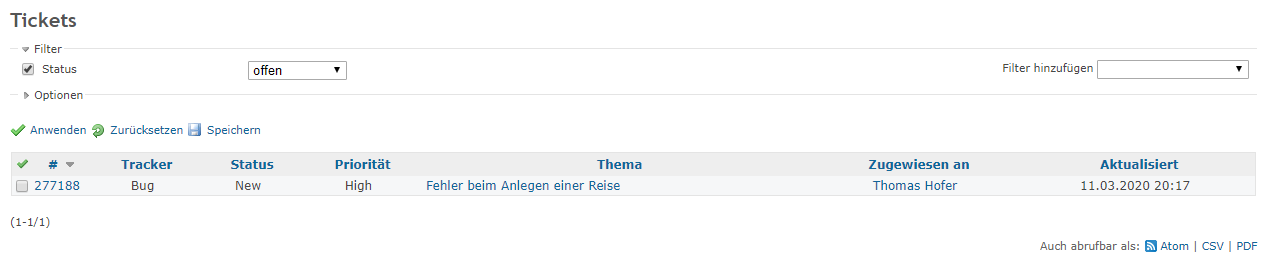 Tickets
Filter
Status offen Filter hinzufügen
Optionen
Anwenden Zurücksetzen Speichern
# Tracker Status Priorität Thema Zugewiesen an Aktualisiert
277188 Bug New High Fehler beim Anlegen einer Reise Thomas Hofer 11.03.2020 20:17
(1-1/1)
Auch abrufbar als: Atom | CSV | PDF